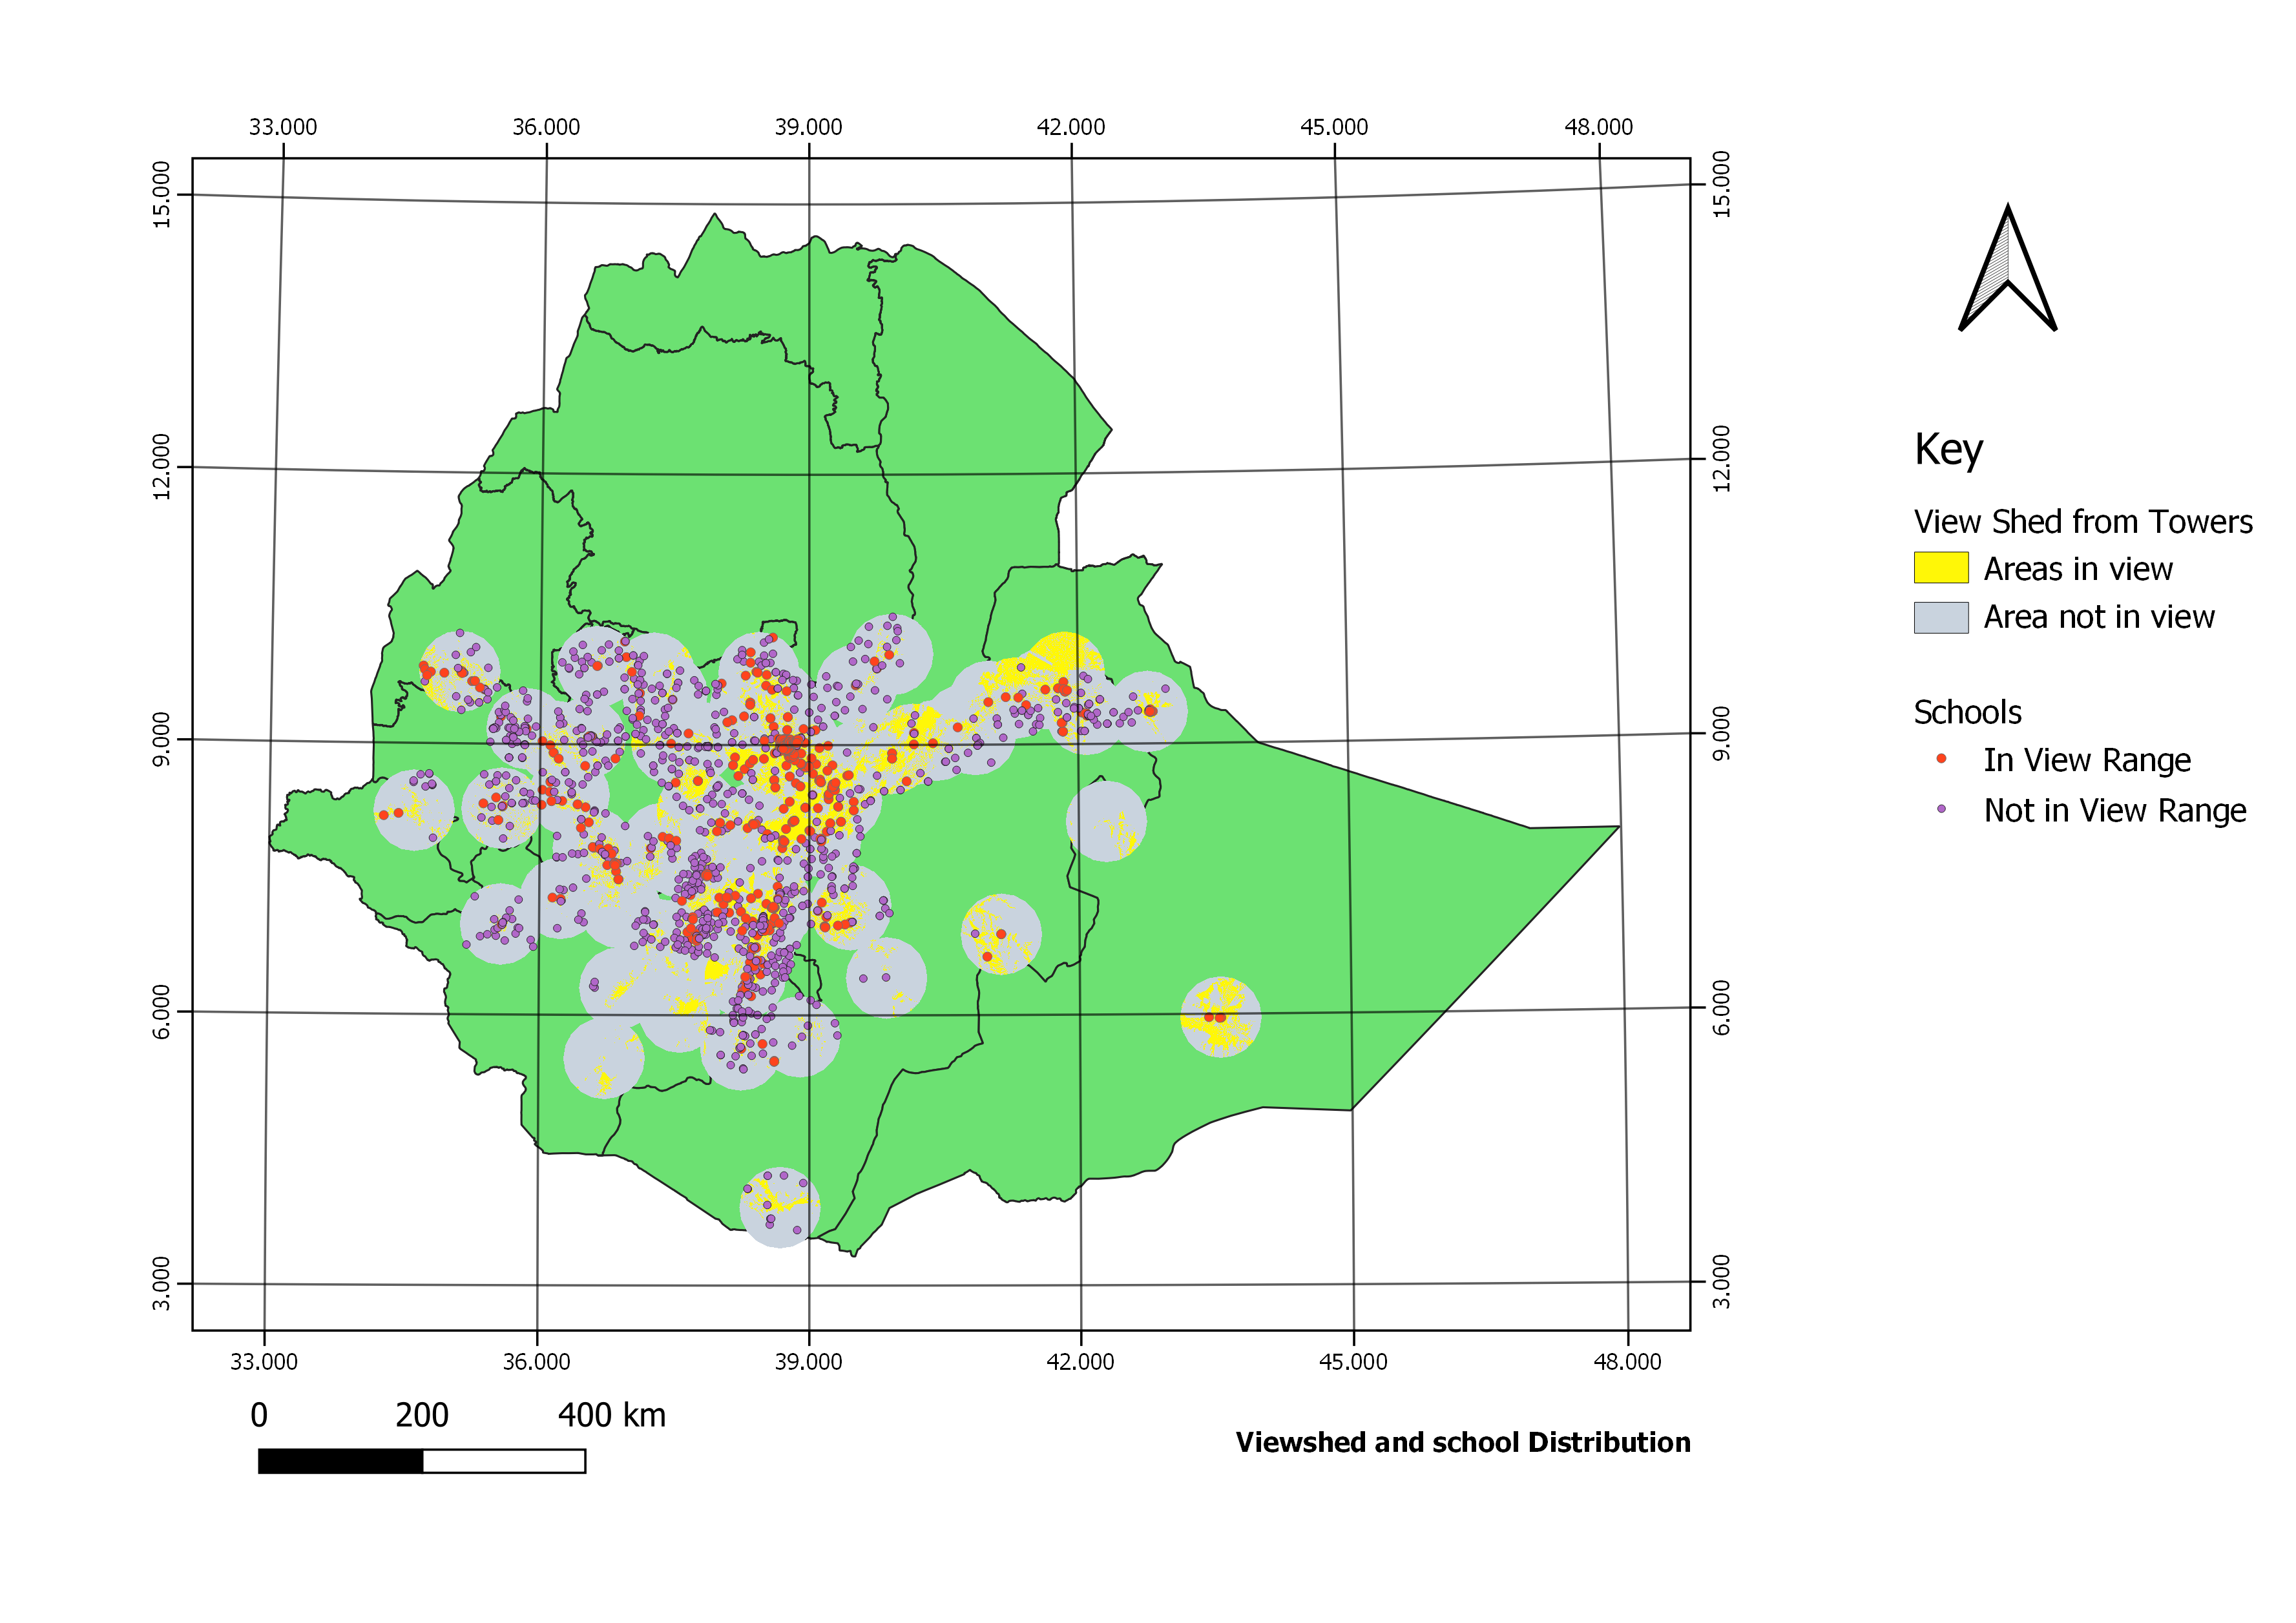 33.000 36.000 39.000 42.000 45.000 48.000
15.000 15.000
12.000 12.000
9.000 9.000
6.000 6.000
3.000 3.000
33.000 36.000 39.000 42.000 45.000 48.000
0 200 400 km
Viewshed and school Distribution
Key
View Shed from Towers
Areas in view
Area not in view
Schools
In View Range
Not in View Range